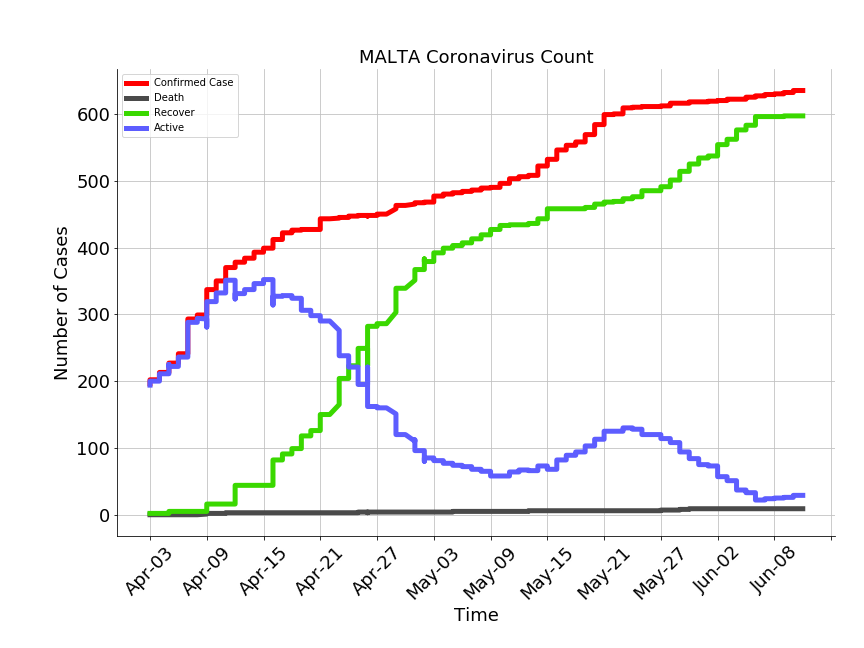 MALTA Coronavirus Count
Confirmed Case
Death
Recover
Active
Number of Cases
600
500
400
300
200
100
0
Apr-03
Apr-09
Apr-15
Apr-21
Apr-27
May-03
May-09
May-15
May-21
May-27
Jun-02
Jun-08
Time